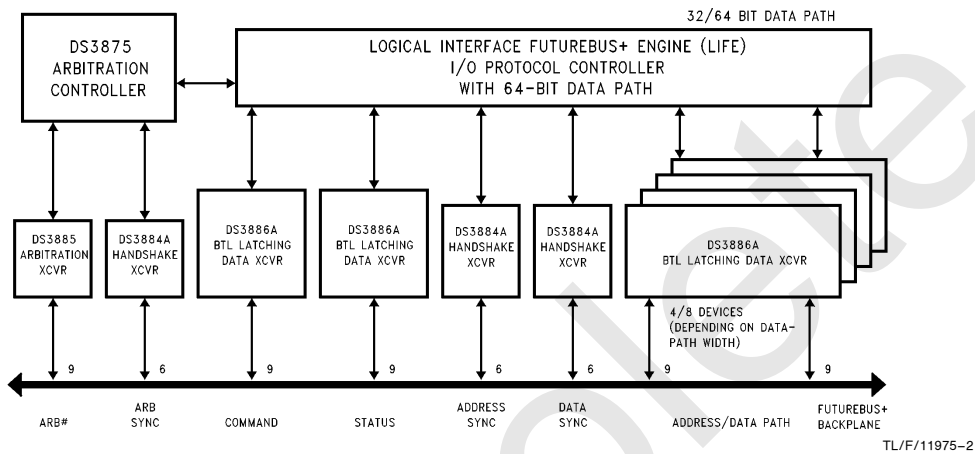 32/64 BIT DATA PATH
DS3875
ARBITRATION
CONTROLLER
LOGICAL INTERFACE FUTUREBUS+ ENGINE (LIFE)
I/O PROTOCOL CONTROLLER
WITH 64-BIT DATA PATH
DS3885
ARBITRATION
XCVR
DS3884A
HANDSHAKE
XCVR
DS3886A
BTL LATCHING
DATA XCVR
DS3886A
BTL LATCHING
DATA XCVR
DS3884A
HANDSHAKE
XCVR
DS3884A
HANDSHAKE
XCVR
DS3886A
BTL LATCHING DATA XCVR
4/8 DEVICES
(DEPENDING ON DATA-
PATH WIDTH)
9
6
9
9
6
6
9
9
ARB#
ARB
SYNC
COMMAND
STATUS
ADDRESS
SYNC
DATA
SYNC
ADDRESS/DATA PATH
FUTUREBUS+
BACKPLANE
TL/F/11975-2
olete